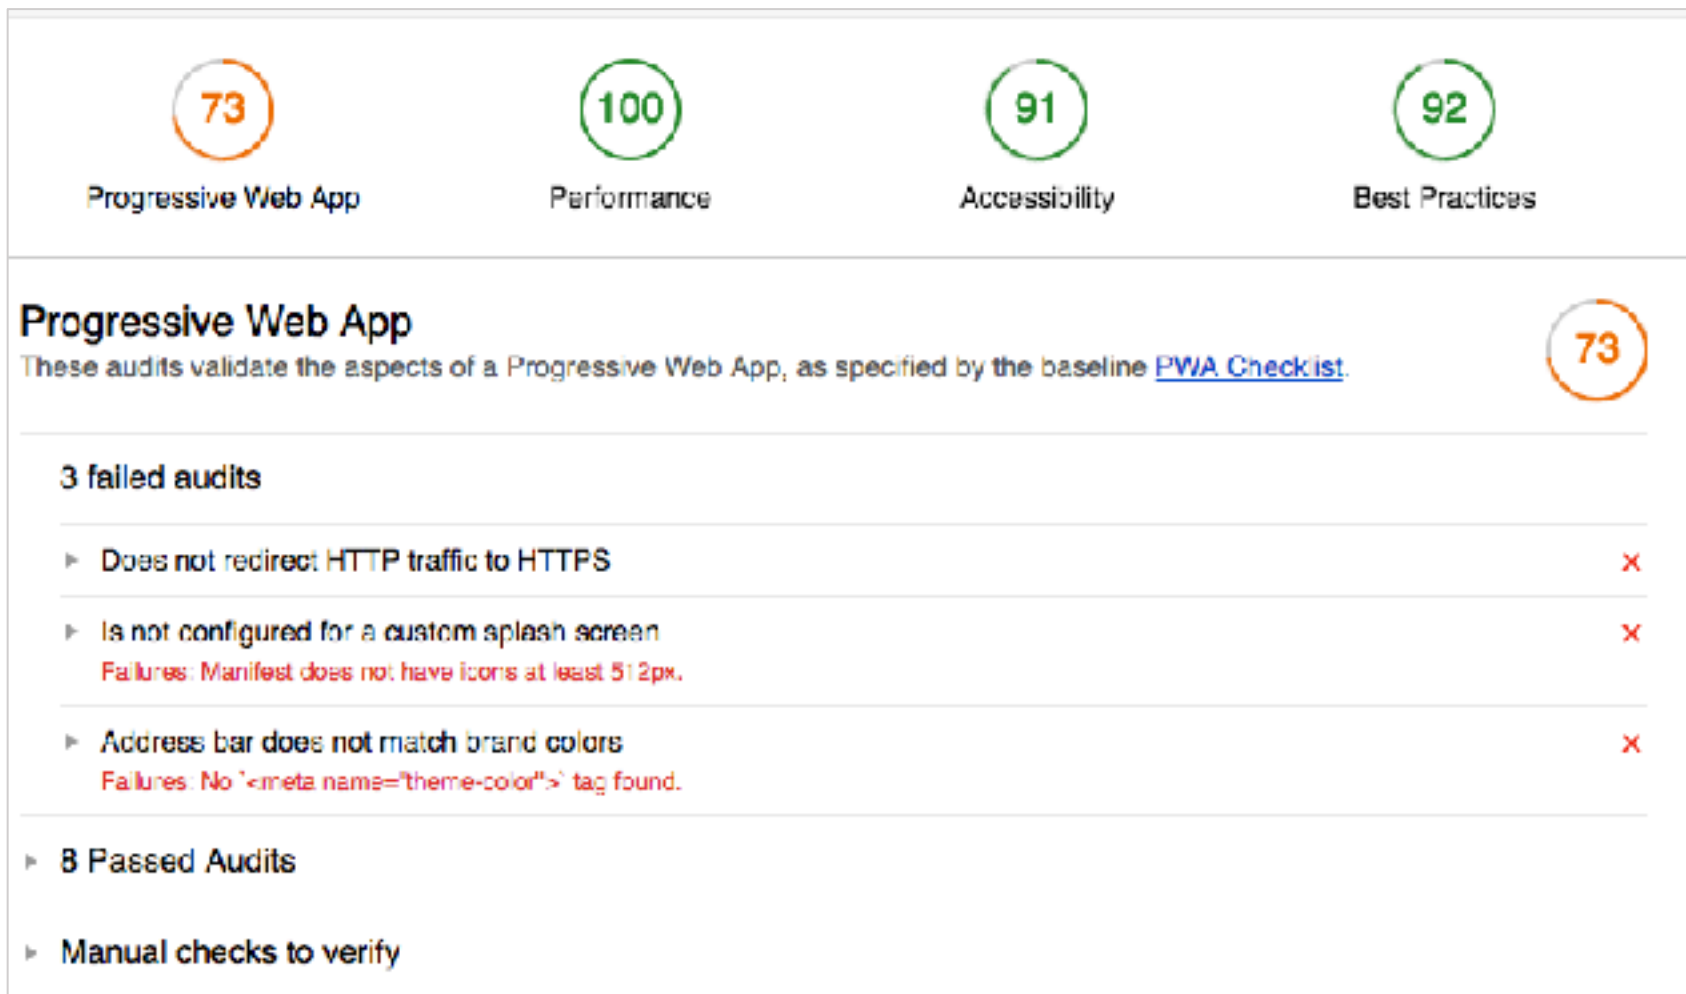 73 100 91 92
Progressive Web App Performance Accessibility Best Practices
Progressive Web App
73
These audits validate the aspects of a Progressive Web App, as specified by the baseline PWA Checklist.
3 failed audits
Does not redirect HTTP traffic to HTTPS
Is not configured for a custom splash screen
Failures: Manifest does not have icons at least 512px.
Address bar does not match brand colors
Failures: No `<meta name="theme-color">` tag found.
8 Passed Audits
Manual checks to verify